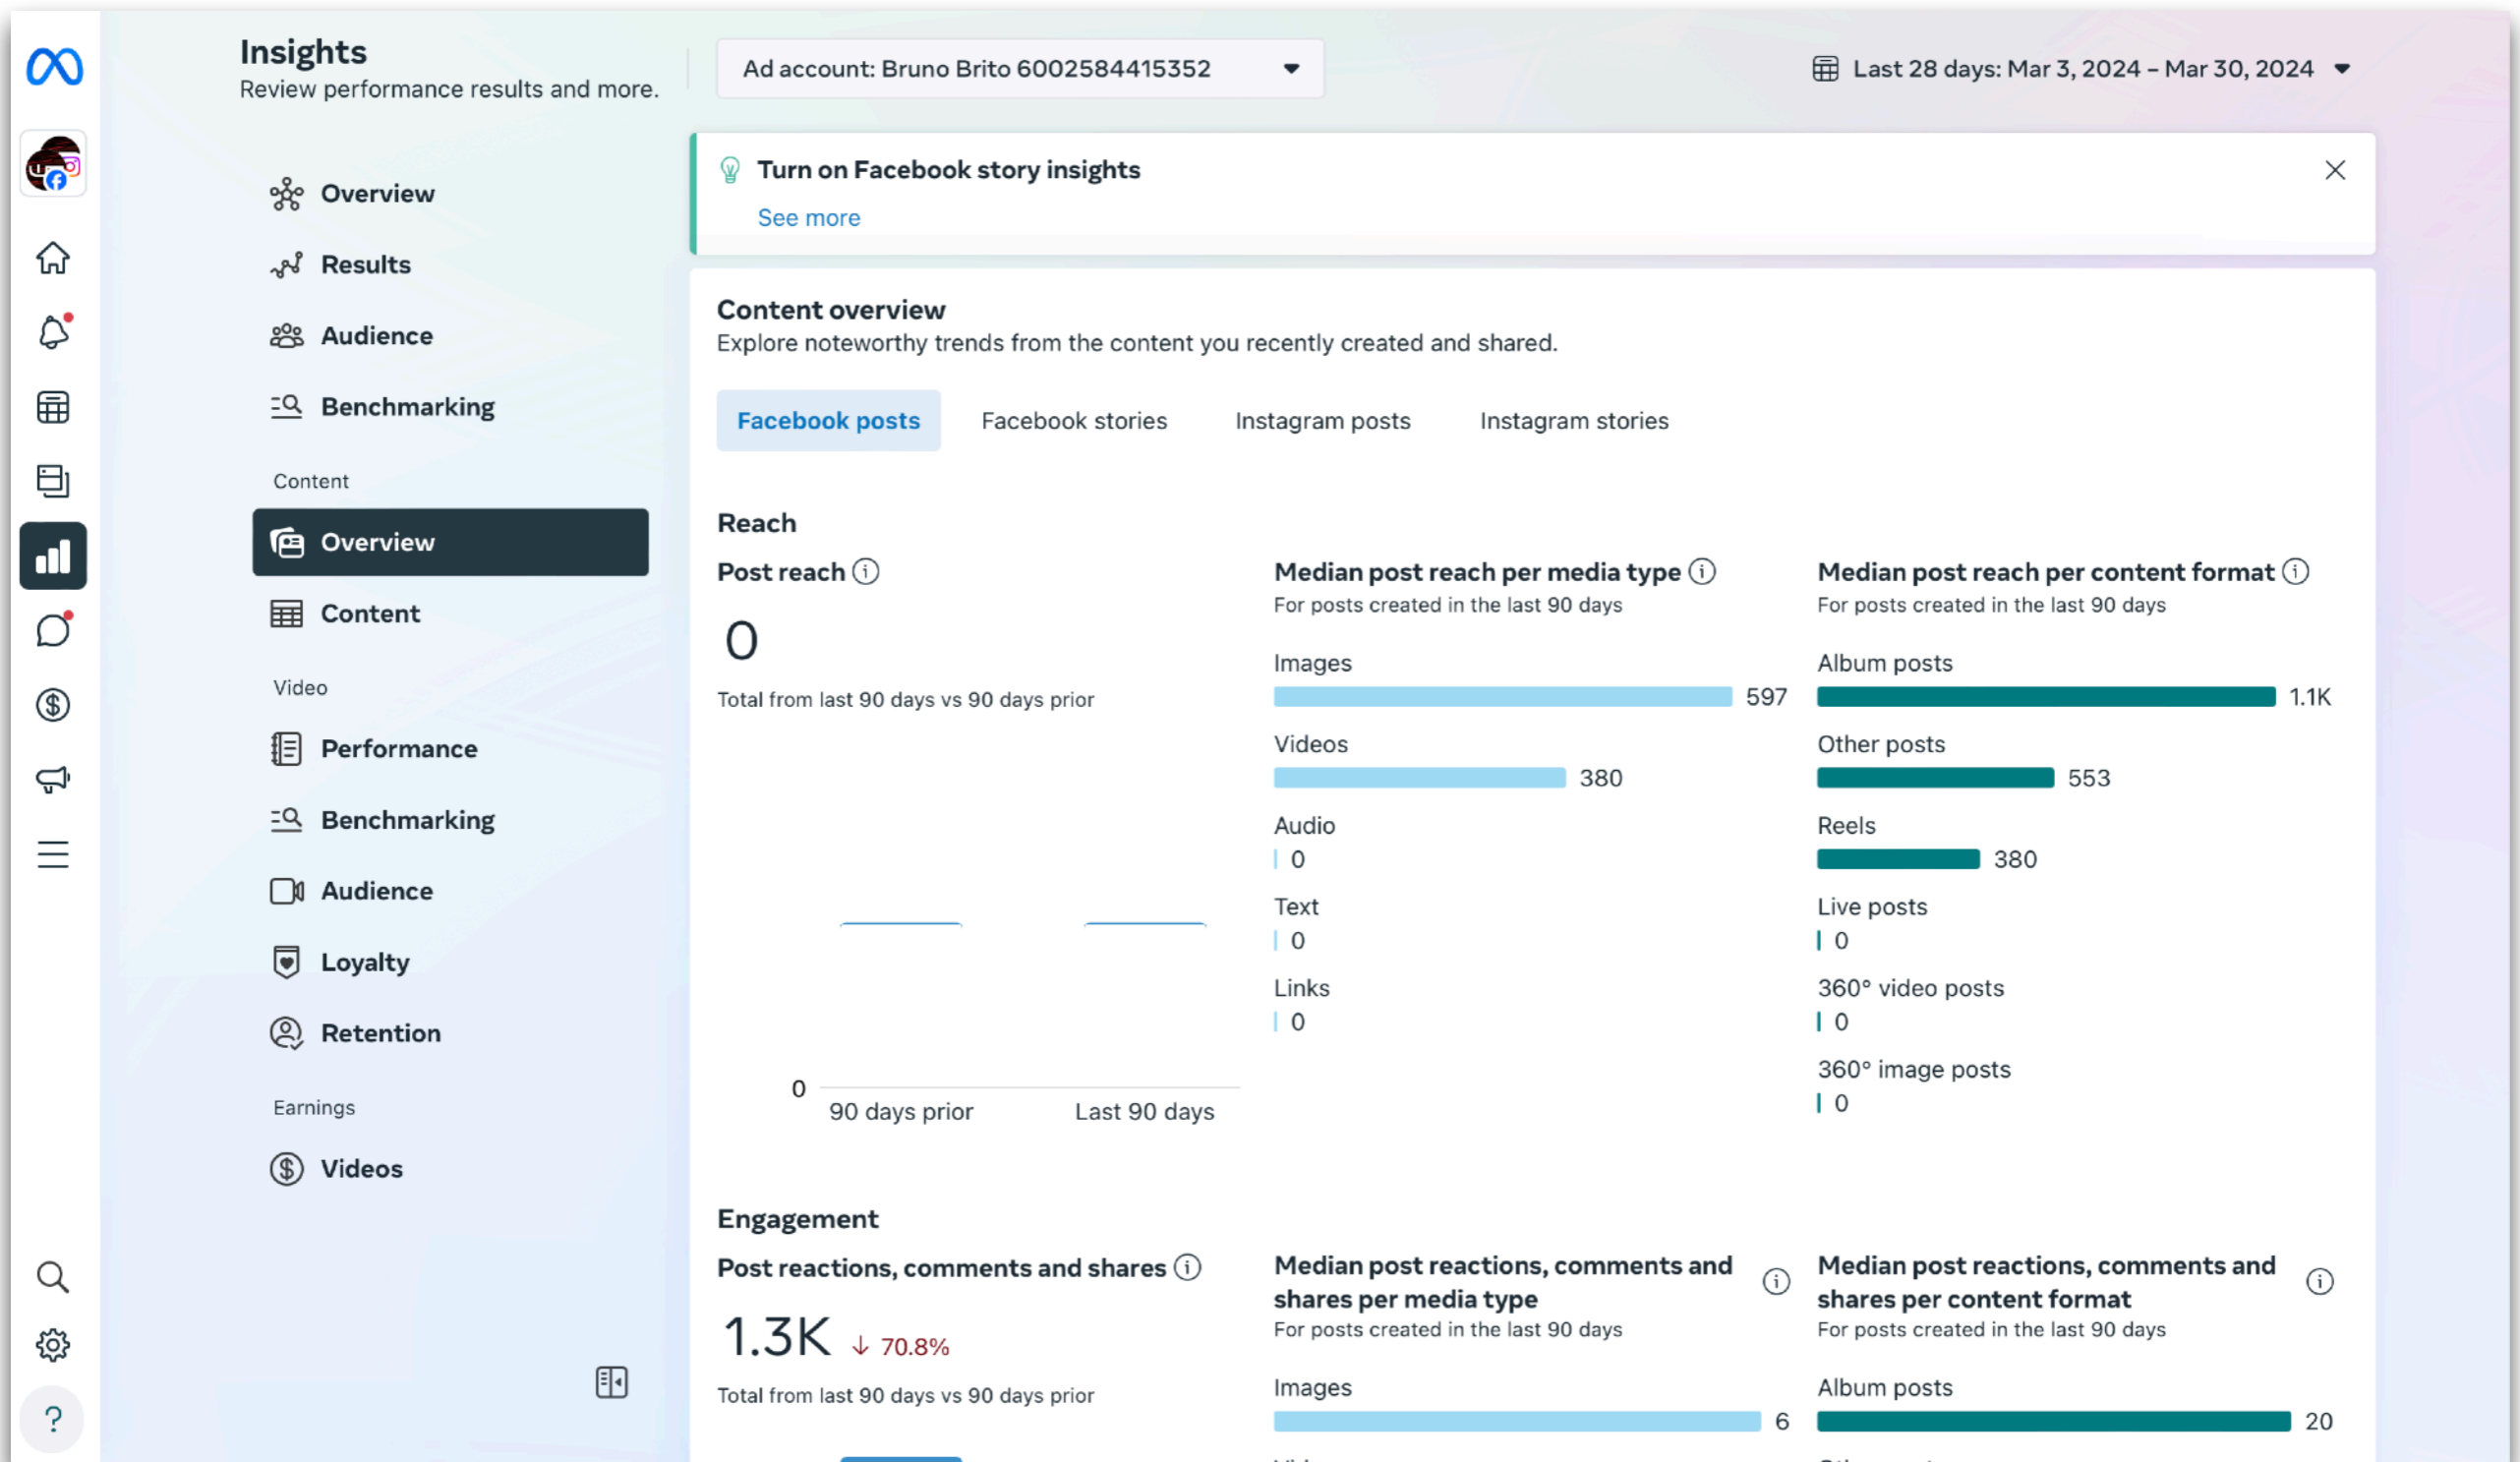 Insights
Review performance results and more.
Ad account: Bruno Brito 6002584415352
Last 28 days: Mar 3, 2024 – Mar 30, 2024
Overview
Results
Audience
Benchmarking
Content
Overview
Content
Video
Performance
Benchmarking
Audience
Loyalty
Retention
Earnings
Videos
?
Turn on Facebook story insights
See more
Content overview
Explore noteworthy trends from the content you recently created and shared.
Facebook posts
Facebook stories
Instagram posts
Instagram stories
Reach
Post reach
0
Total from last 90 days vs 90 days prior
0
90 days prior
Last 90 days
Median post reach per media type
For posts created in the last 90 days
Images
597
Videos
380
Audio
0
Text
0
Links
0
Median post reach per content format
For posts created in the last 90 days
Album posts
1.1K
Other posts
553
Reels
380
Live posts
0
360° video posts
0
360° image posts
0
Engagement
Post reactions, comments and shares
1.3K ↓ 70.8%
Total from last 90 days vs 90 days prior
Median post reactions, comments and
shares per media type
For posts created in the last 90 days
Images
6
Median post reactions, comments and
shares per content format
For posts created in the last 90 days
Album posts
20